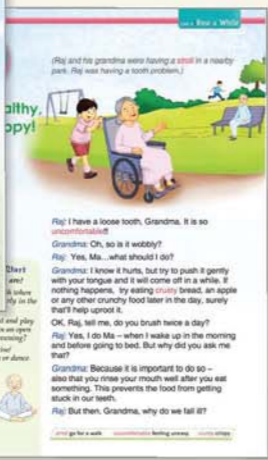 Rest a While
(Raj and his grandma were having a stroll in a nearby
park. Raj was having a tooth problem.)
althy,
ppy!
Raj: I have a loose tooth, Grandma. It is so
uncomfortable!!
Grandma: Oh, so is it wobbly?
Raj: Yes, Ma...what should I do?
Grandma: I know it hurts, but try to push it gently
with your tongue and it will come off in a while. If
nothing happens, try eating crusty bread, an apple
or any other crunchy food later in the day, surely
that'll help uproot it.
OK, Raj, tell me, do you brush twice a day?
Raj: Yes, I do Ma – when I wake up in the morning
and before going to bed. But why did you ask me
that?
Grandma: Because it is important to do so –
also that you rinse your mouth well after you eat
something. This prevents the food from getting
stuck in our teeth.
Raj: But then, Grandma, why do we fall ill?
stroll go for a walk uncomfortable feeling uneasy crusty crispy
Chart
are!
and play
an open
evening?
or dance